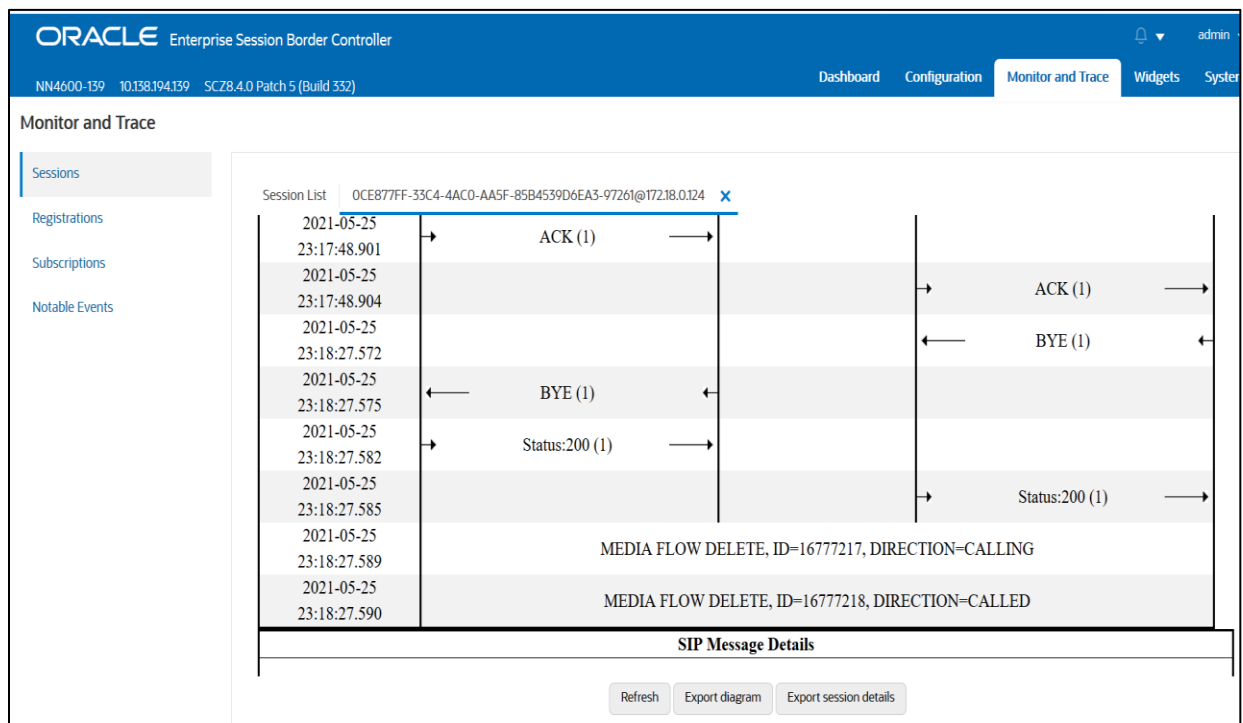 ORACLE Enterprise Session Border Controller
admin
NN4600-139 10.138.194.139 SCZ8.4.0 Patch 5 (Build 332)
Dashboard Configuration Monitor and Trace Widgets System
Monitor and Trace
Sessions
Registrations
Subscriptions
Notable Events
Session List 0CE877FF-33C4-4AC0-AA5F-85B4539D6EA3-97261@172.18.0.124 X
2021-05-25
23:17:48.901
ACK (1)
2021-05-25
23:17:48.904
ACK (1)
2021-05-25
23:18:27.572
BYE (1)
2021-05-25
23:18:27.575
BYE (1)
2021-05-25
23:18:27.582
Status:200 (1)
2021-05-25
23:18:27.585
Status:200 (1)
2021-05-25
23:18:27.589
MEDIA FLOW DELETE, ID=16777217, DIRECTION=CALLING
2021-05-25
23:18:27.590
MEDIA FLOW DELETE, ID=16777218, DIRECTION=CALLED
SIP Message Details
Refresh Export diagram Export session details